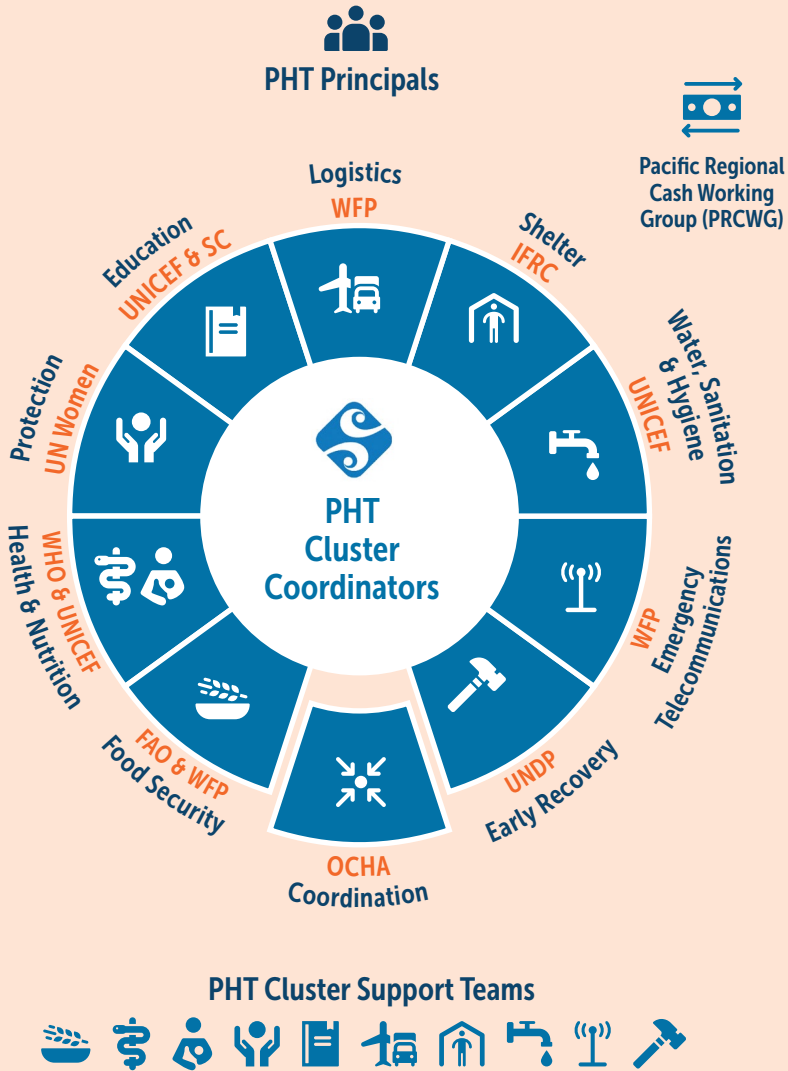 PHT Principals
Pacific Regional
Cash Working
Group (PRCWG)
Logistics
WFP
Shelter
IFRC
Water, Sanitation
& Hygiene
UNICEF
Emergency
Telecommunications
WFP
UNDP
Early Recovery
OCHA
Coordination
FAO & WFP
Food Security
WHO & UNICEF
Health & Nutrition
Protection
UN Women
Education
UNICEF & SC
PHT
Cluster
Coordinators
PHT Cluster Support Teams